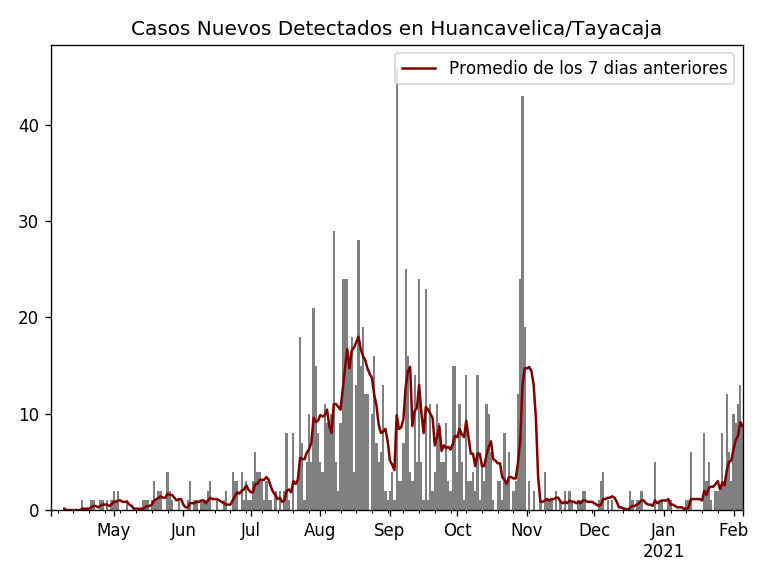 Casos Nuevos Detectados en Huancavelica/Tayacaja
Promedio de los 7 dias anteriores
40
30
20
10
0
May Jun Jul Aug Sep Oct Nov Dec Jan Feb
2021